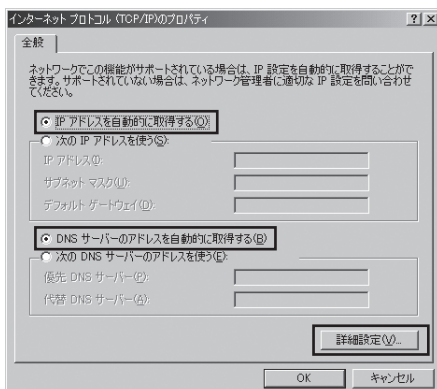 インターネット プロトコル (TCP/IP)のプロパティ
全般
ネットワークでこの機能がサポートされている場合は、IP 設定を自動的に取得することがで
きます。サポートされていない場合は、ネットワーク管理者に適切な IP 設定を問い合わせ
てください。
IP アドレスを自動的に取得する(O)
次の IP アドレスを使う(S):
IP アドレス(I):
サブネット マスク(U):
デフォルト ゲートウェイ(D):
DNS サーバーのアドレスを自動的に取得する(B)
次の DNS サーバーのアドレスを使う(E):
優先 DNS サーバー(P):
代替 DNS サーバー(A):
詳細設定(V)...
OK
キャンセル